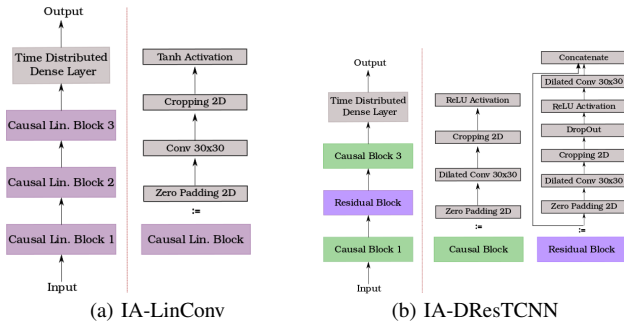 Output
Time Distributed
Dense Layer
Causal Lin. Block 3
Causal Lin. Block 2
Causal Lin. Block 1
Input
Tanh Activation
Cropping 2D
Conv 30x30
Zero Padding 2D
:=
Causal Lin. Block
(a) IA-LinConv
Output
Time Distributed
Dense Layer
Causal Block 3
Residual Block
Causal Block 1
Input
ReLU Activation
Cropping 2D
Dilated Conv 30x30
Zero Padding 2D
:=
Causal Block
Concatenate
Dilated Conv 30x30
ReLU Activation
DropOut
Cropping 2D
Dilated Conv 30x30
Zero Padding 2D
:=
Residual Block
(b) IA-DResTCNN